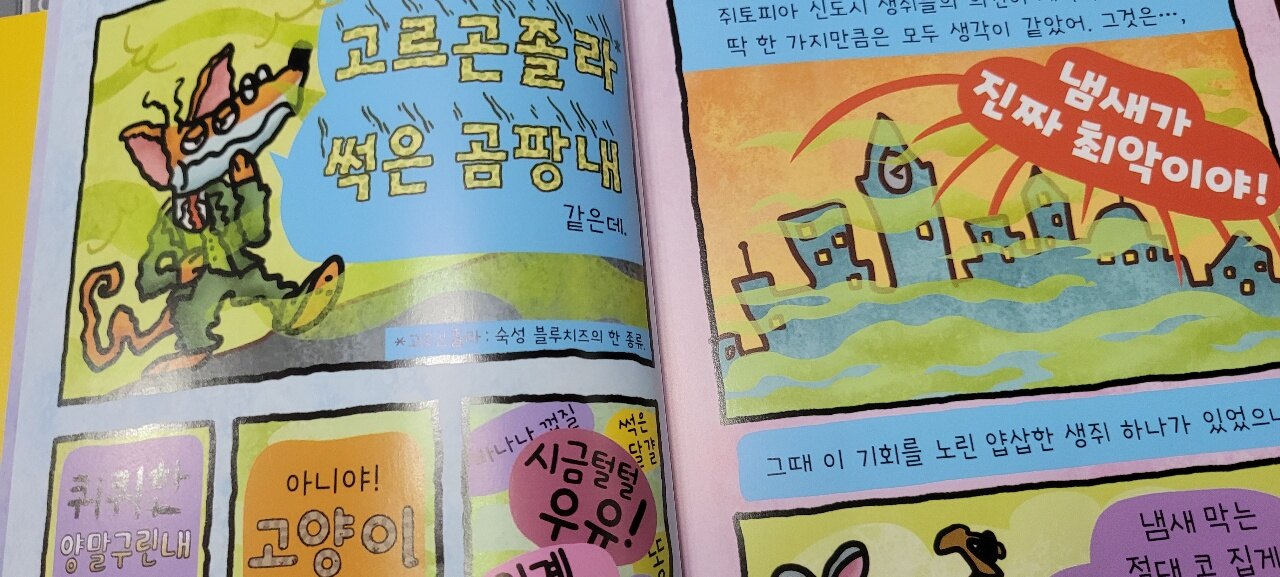 고르곤졸라*
썩은 곰팡내
같은데.
*고르곤졸라 : 숙성 블루치즈의 한 종류.
퀴퀴한
양말구린내
아니야!
고양이
바나나 껍질
썩은
달걀
시금털털
우유!
쥐토피아 신도시 생쥐들의
딱 한 가지만큼은 모두 생각이 같았어. 그것은…,
냄새가
진짜 최악이야!
그때 이 기회를 노린 얍삽한 생쥐 하나가 있었으니
냄새 막는
절대 코 집게